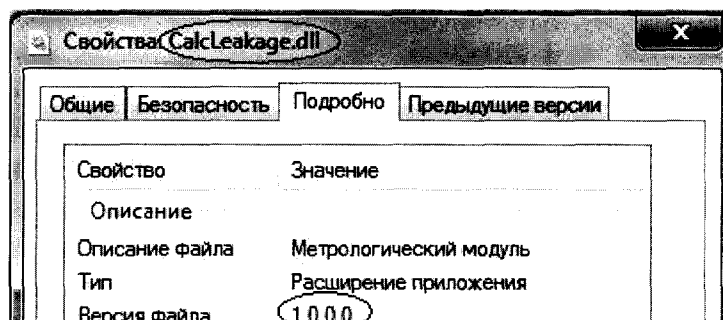 Свойства: CalcLeakage.dll
Общие Безопасность Подробно Предыдущие версии
Свойство Значение
Описание
Описание файла Метрологический модуль
Тип Расширение приложения
Версия файла 1.0.0.0